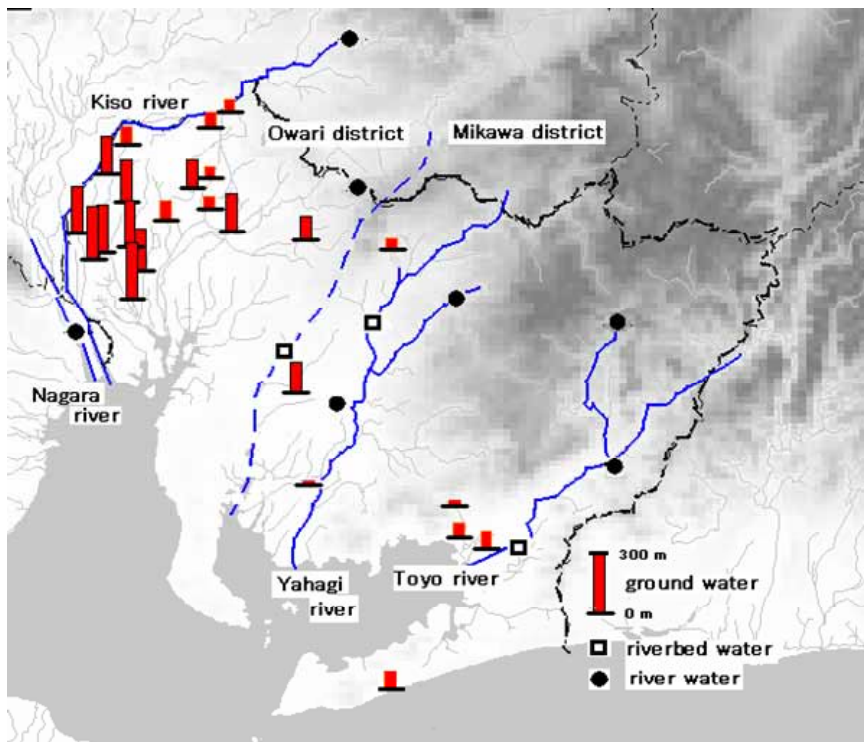 Kiso river
Owari district
Mikawa district
Nagara
river
Yahagi
river
Toyo river
300 m
ground water
0 m
riverbed water
river water